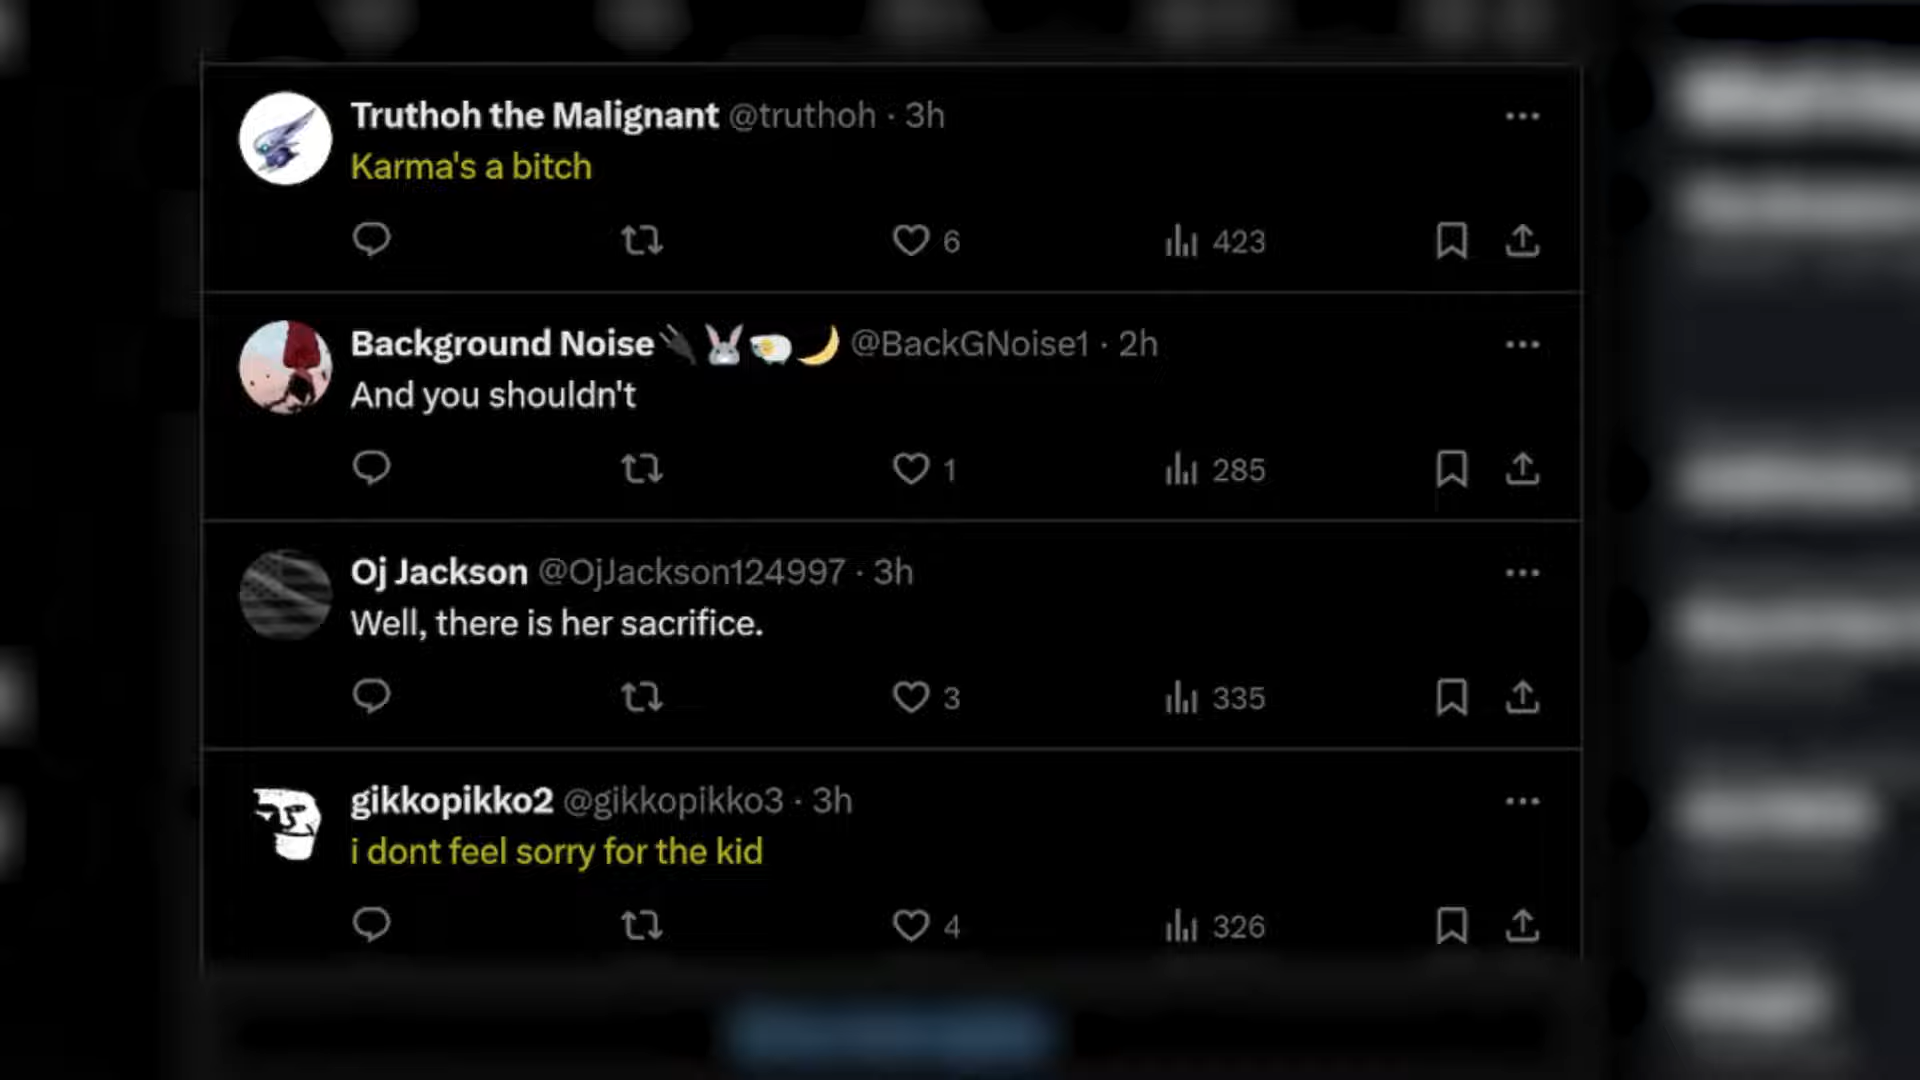 Truthoh the Malignant @truthoh · 3h
Karma's a bitch
6 423
Background Noise🔌🐰🐏🌙 @BackGNoise1 · 2h
And you shouldn't
1 285
Oj Jackson @OjJackson124997 · 3h
Well, there is her sacrifice.
3 335
gikkopikko2 @gikkopikko3 · 3h
i dont feel sorry for the kid
4 326